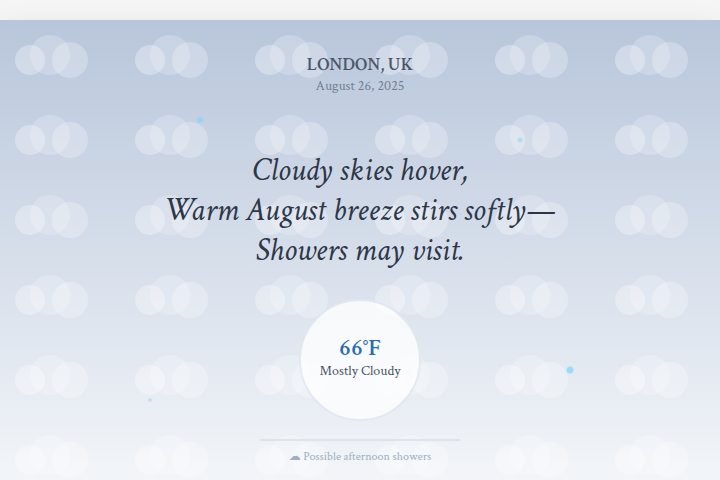 LONDON, UK
August 26, 2025
Cloudy skies hover,
Warm August breeze stirs softly—
Showers may visit.
66°F
Mostly Cloudy
☁ Possible afternoon showers